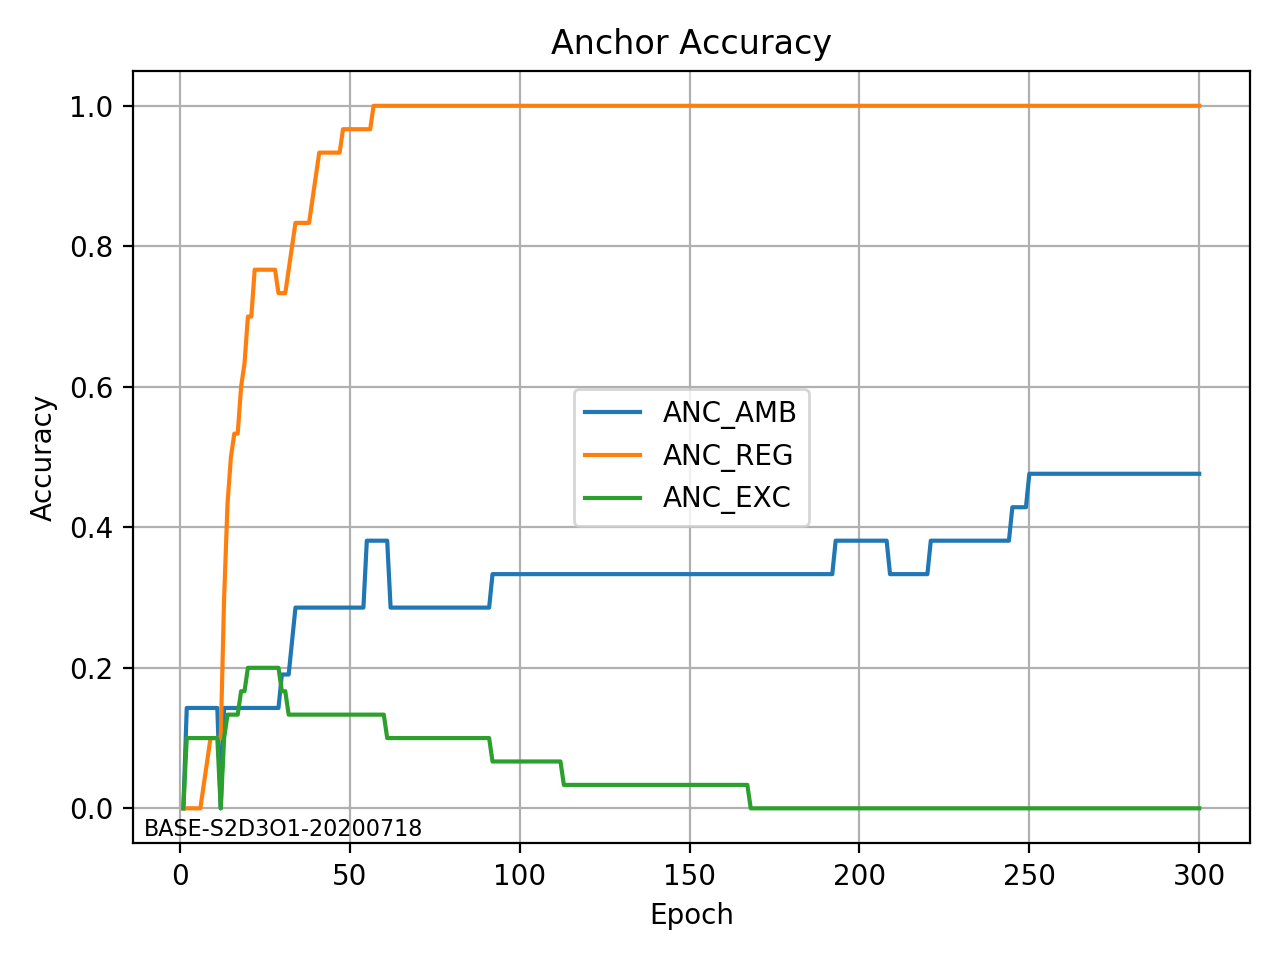 Anchor Accuracy
1.0
0.8
0.6
0.4
0.2
0.0
Accuracy
ANC_AMB
ANC_REG
ANC_EXC
BASE-S2D3O1-20200718
0 50 100 150 200 250 300
Epoch